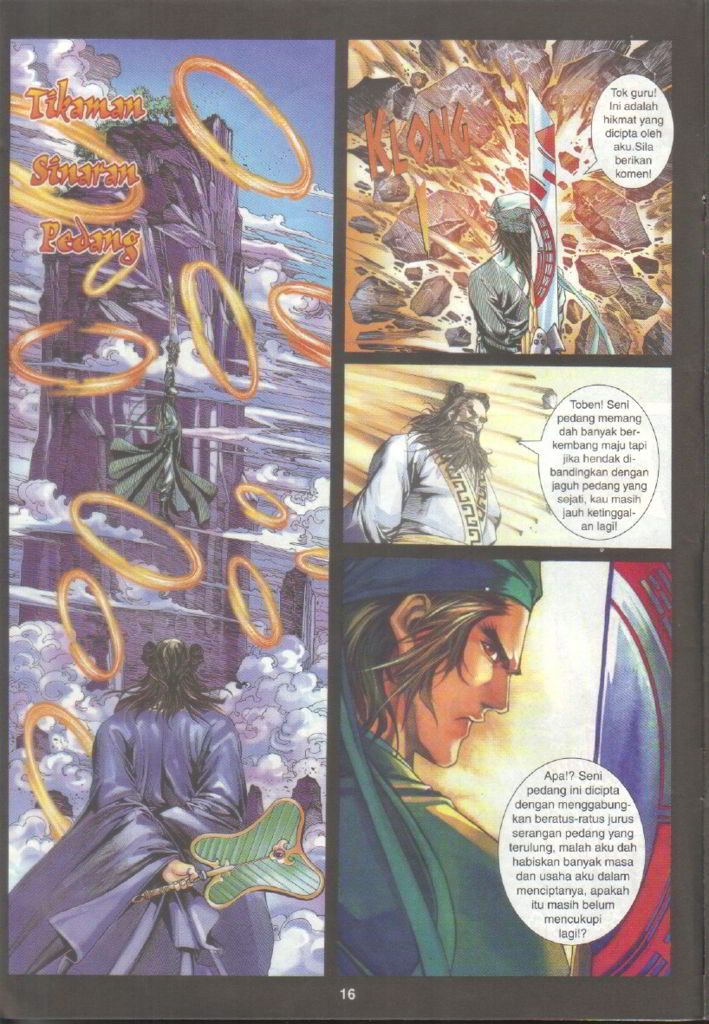 Tikaman
Sinaran
Pedang
KLONG
Tok guru!
Ini adalah
hikmat yang
dicipta oleh
aku.Sila
berikan
komen!
Toben! Seni
pedang memang
dah banyak ber-
kembang maju tapi
jika hendak di-
bandingkan dengan
jaguh pedang yang
sejati, kau masih
jauh ketinggal-
an lagi!
Apa!? Seni
pedang ini dicipta
dengan menggabung-
kan beratus-ratus jurus
serangan pedang yang
terulung, malah aku dah
habiskan banyak masa
dan usaha aku dalam
menciptanya, apakah
itu masih belum
mencukupi
lagi!?
16